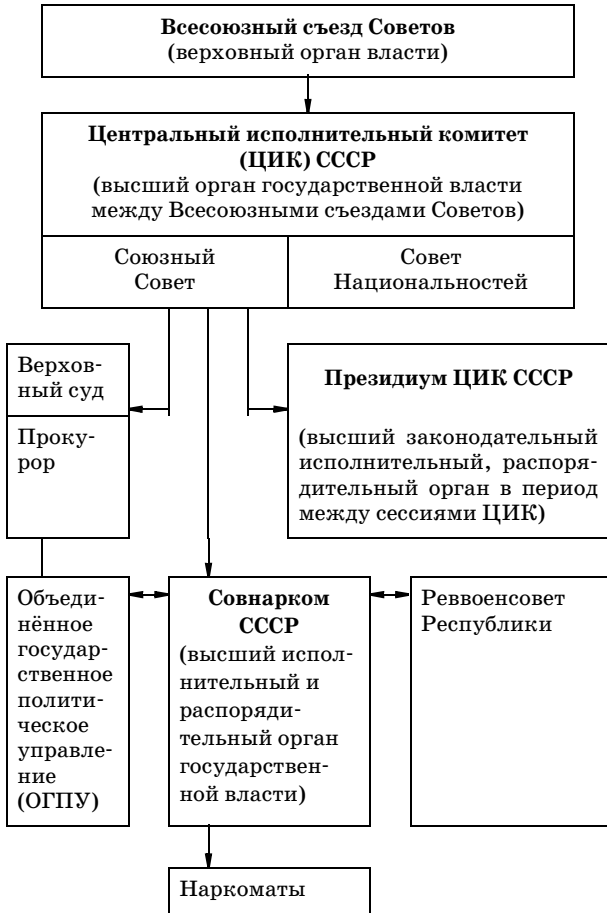 Всесоюзный съезд Советов
(верховный орган власти)
Центральный исполнительный комитет
(ЦИК) СССР
(высший орган государственной власти
между Всесоюзными съездами Советов)
Союзный
Совет
Совет
Национальностей
Верхов-
ный суд
Проку-
рор
Президиум ЦИК СССР
(высший законодательный
исполнительный, распоря-
дительный орган в период
между сессиями ЦИК)
Объеди-
нённое
государ-
ственное
полити-
ческое
управле-
ние
(ОГПУ)
Совнарком
СССР
(высший испол-
нительный и
распоряди-
тельный орган
государствен-
ной власти)
Реввоенсовет
Республики
Наркоматы